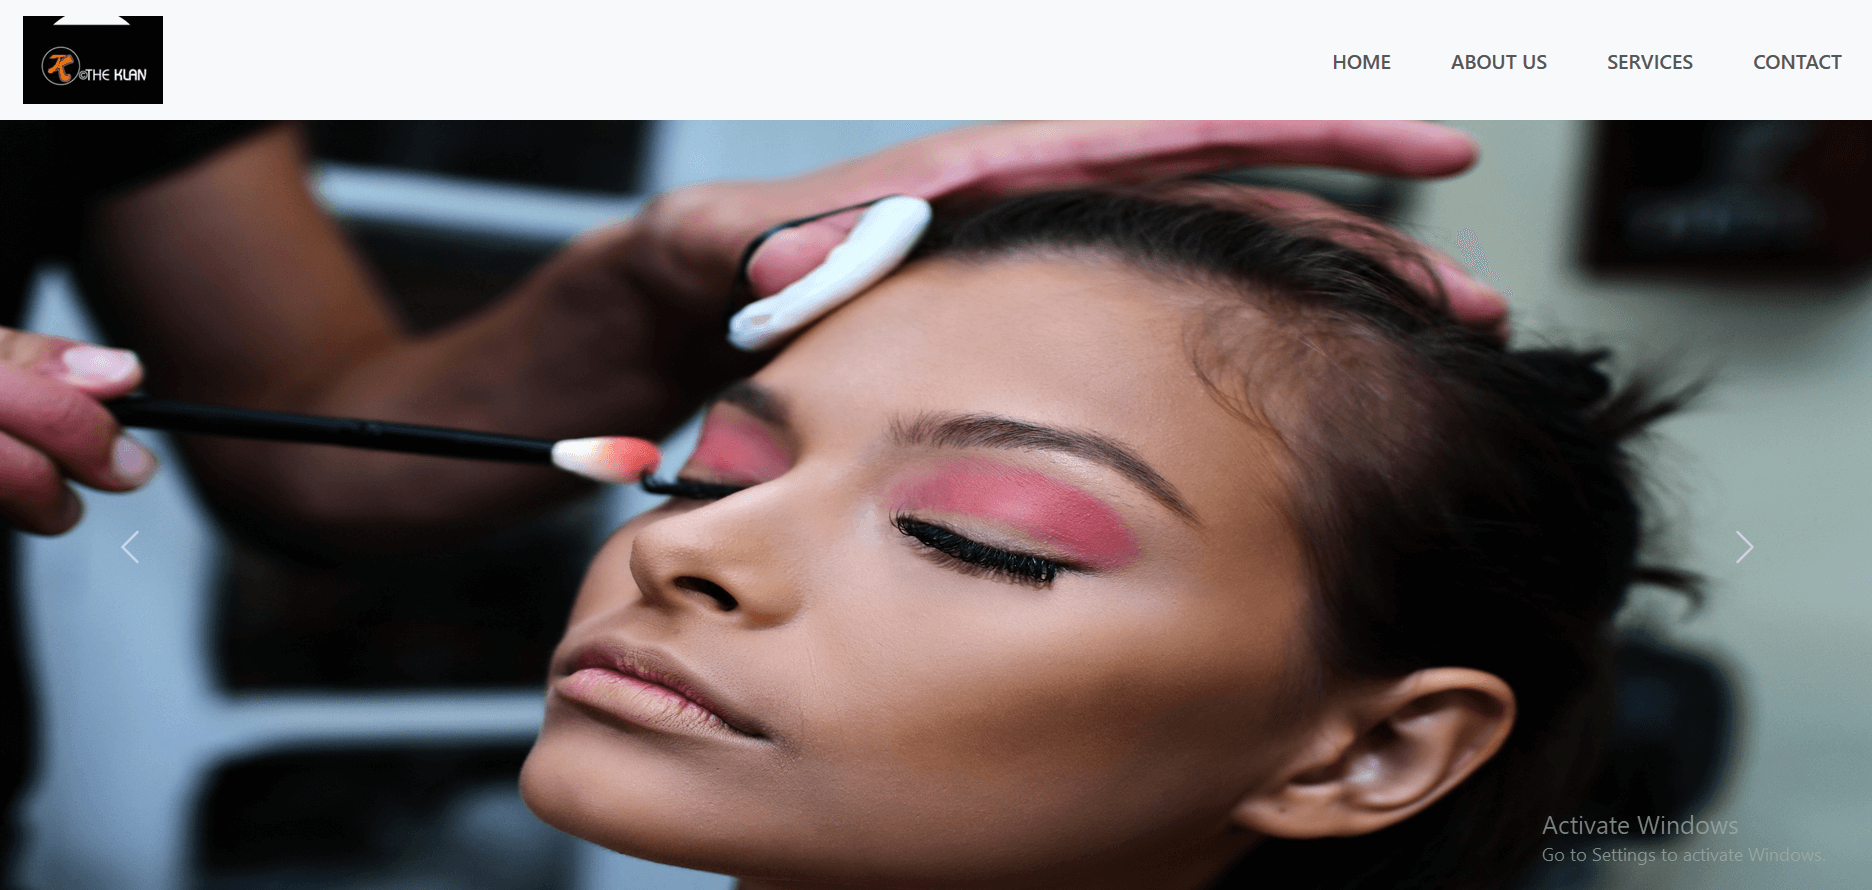 ©THE KLAN
HOME
ABOUT US
SERVICES
CONTACT
Activate Windows
Go to Settings to activate Windows.